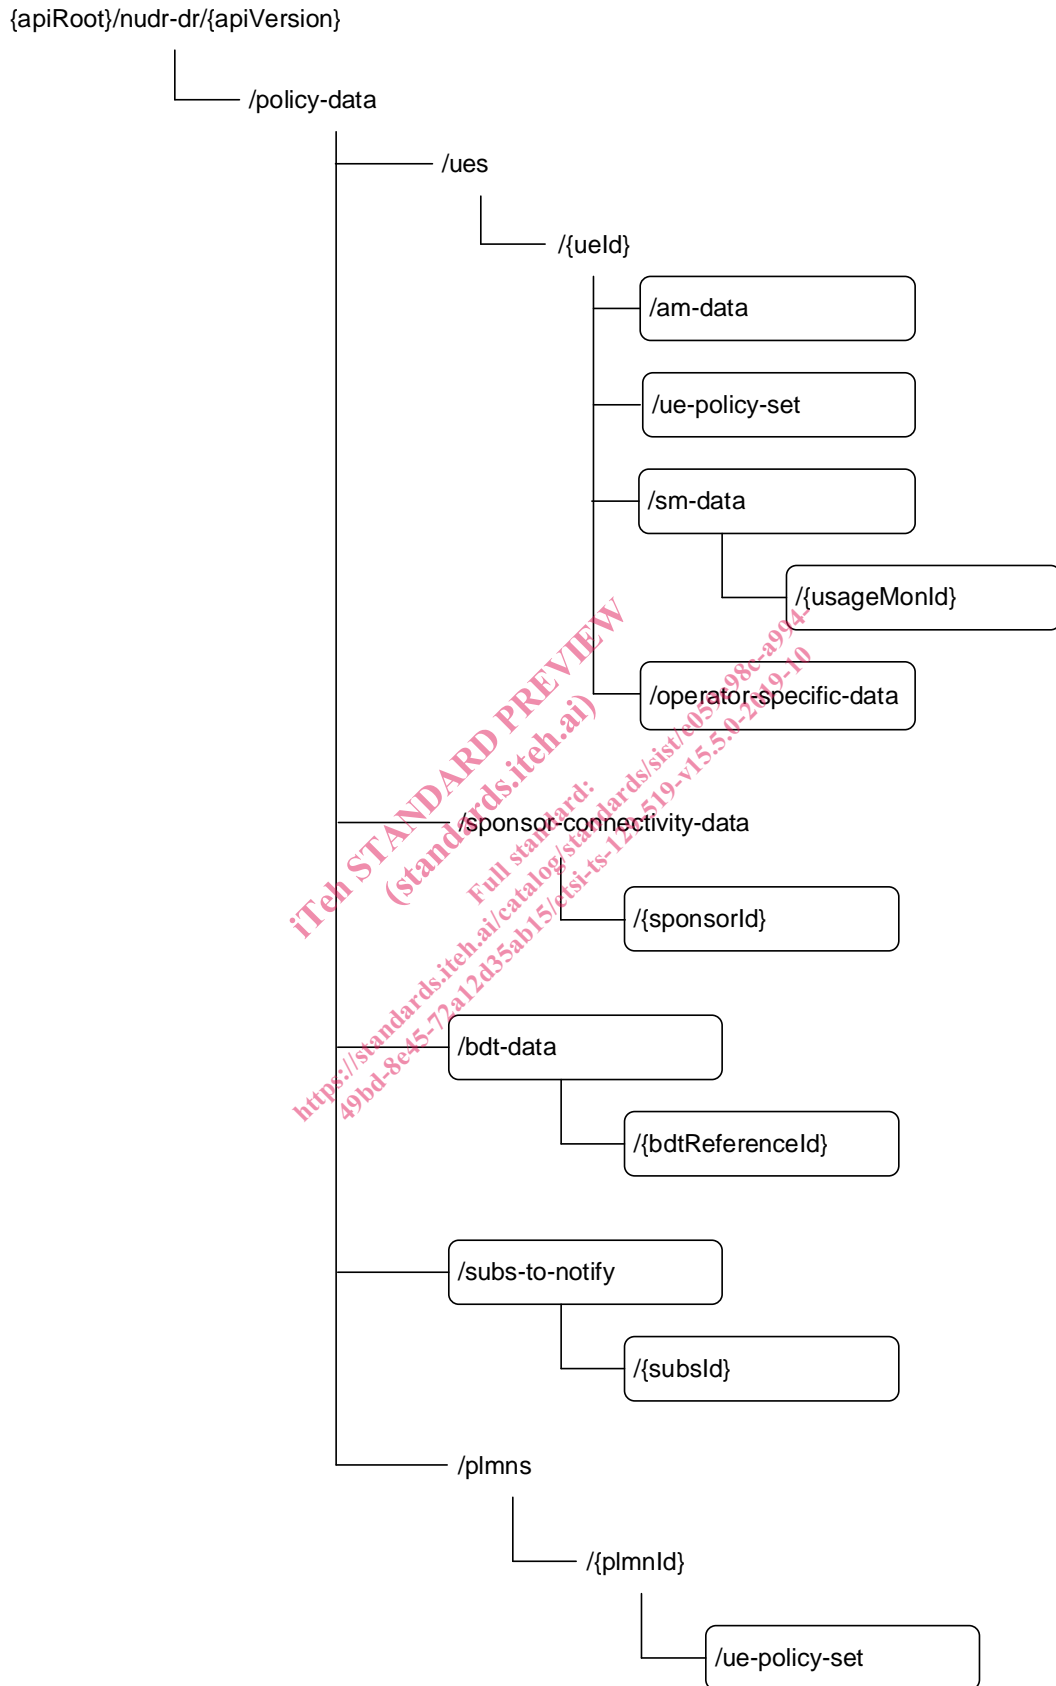 {apiRoot}/nudr-dr/{apiVersion}
/policy-data
/ues
/{ueId}
/am-data
/ue-policy-set
/sm-data
/{usageMonId}
/operator-specific-data
/sponsor-connectivity-data
/{sponsorId}
/bdt-data
/{bdtReferenceId}
/subs-to-notify
/{subsId}
/plmns
/{plmnId}
/ue-policy-set
iTeh STANDARD PREVIEW
(standards.iteh.ai)
Full standard:
https://standards.iteh.ai/catalog/standards/sist/e059e98c-a994-
49bd-8e45-72a12d35ab15/etsi-ts-129-519-v15.5.0-2019-10